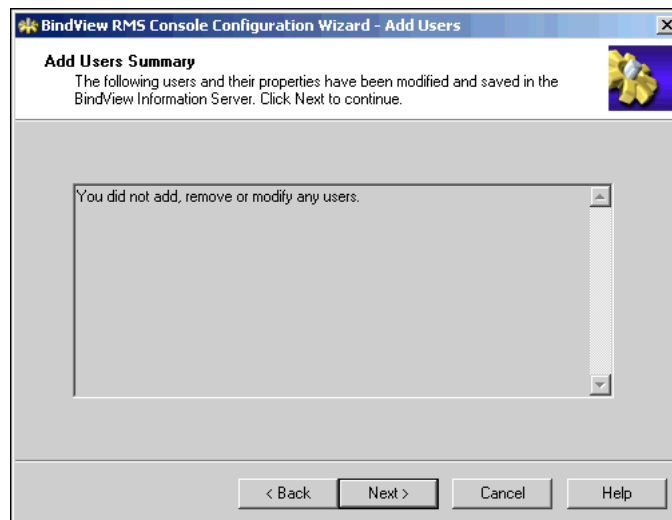 BindView RMS Console Configuration Wizard - Add Users
Add Users Summary
The following users and their properties have been modified and saved in the
BindView Information Server. Click Next to continue.
You did not add, remove or modify any users.
< Back
Next >
Cancel
Help